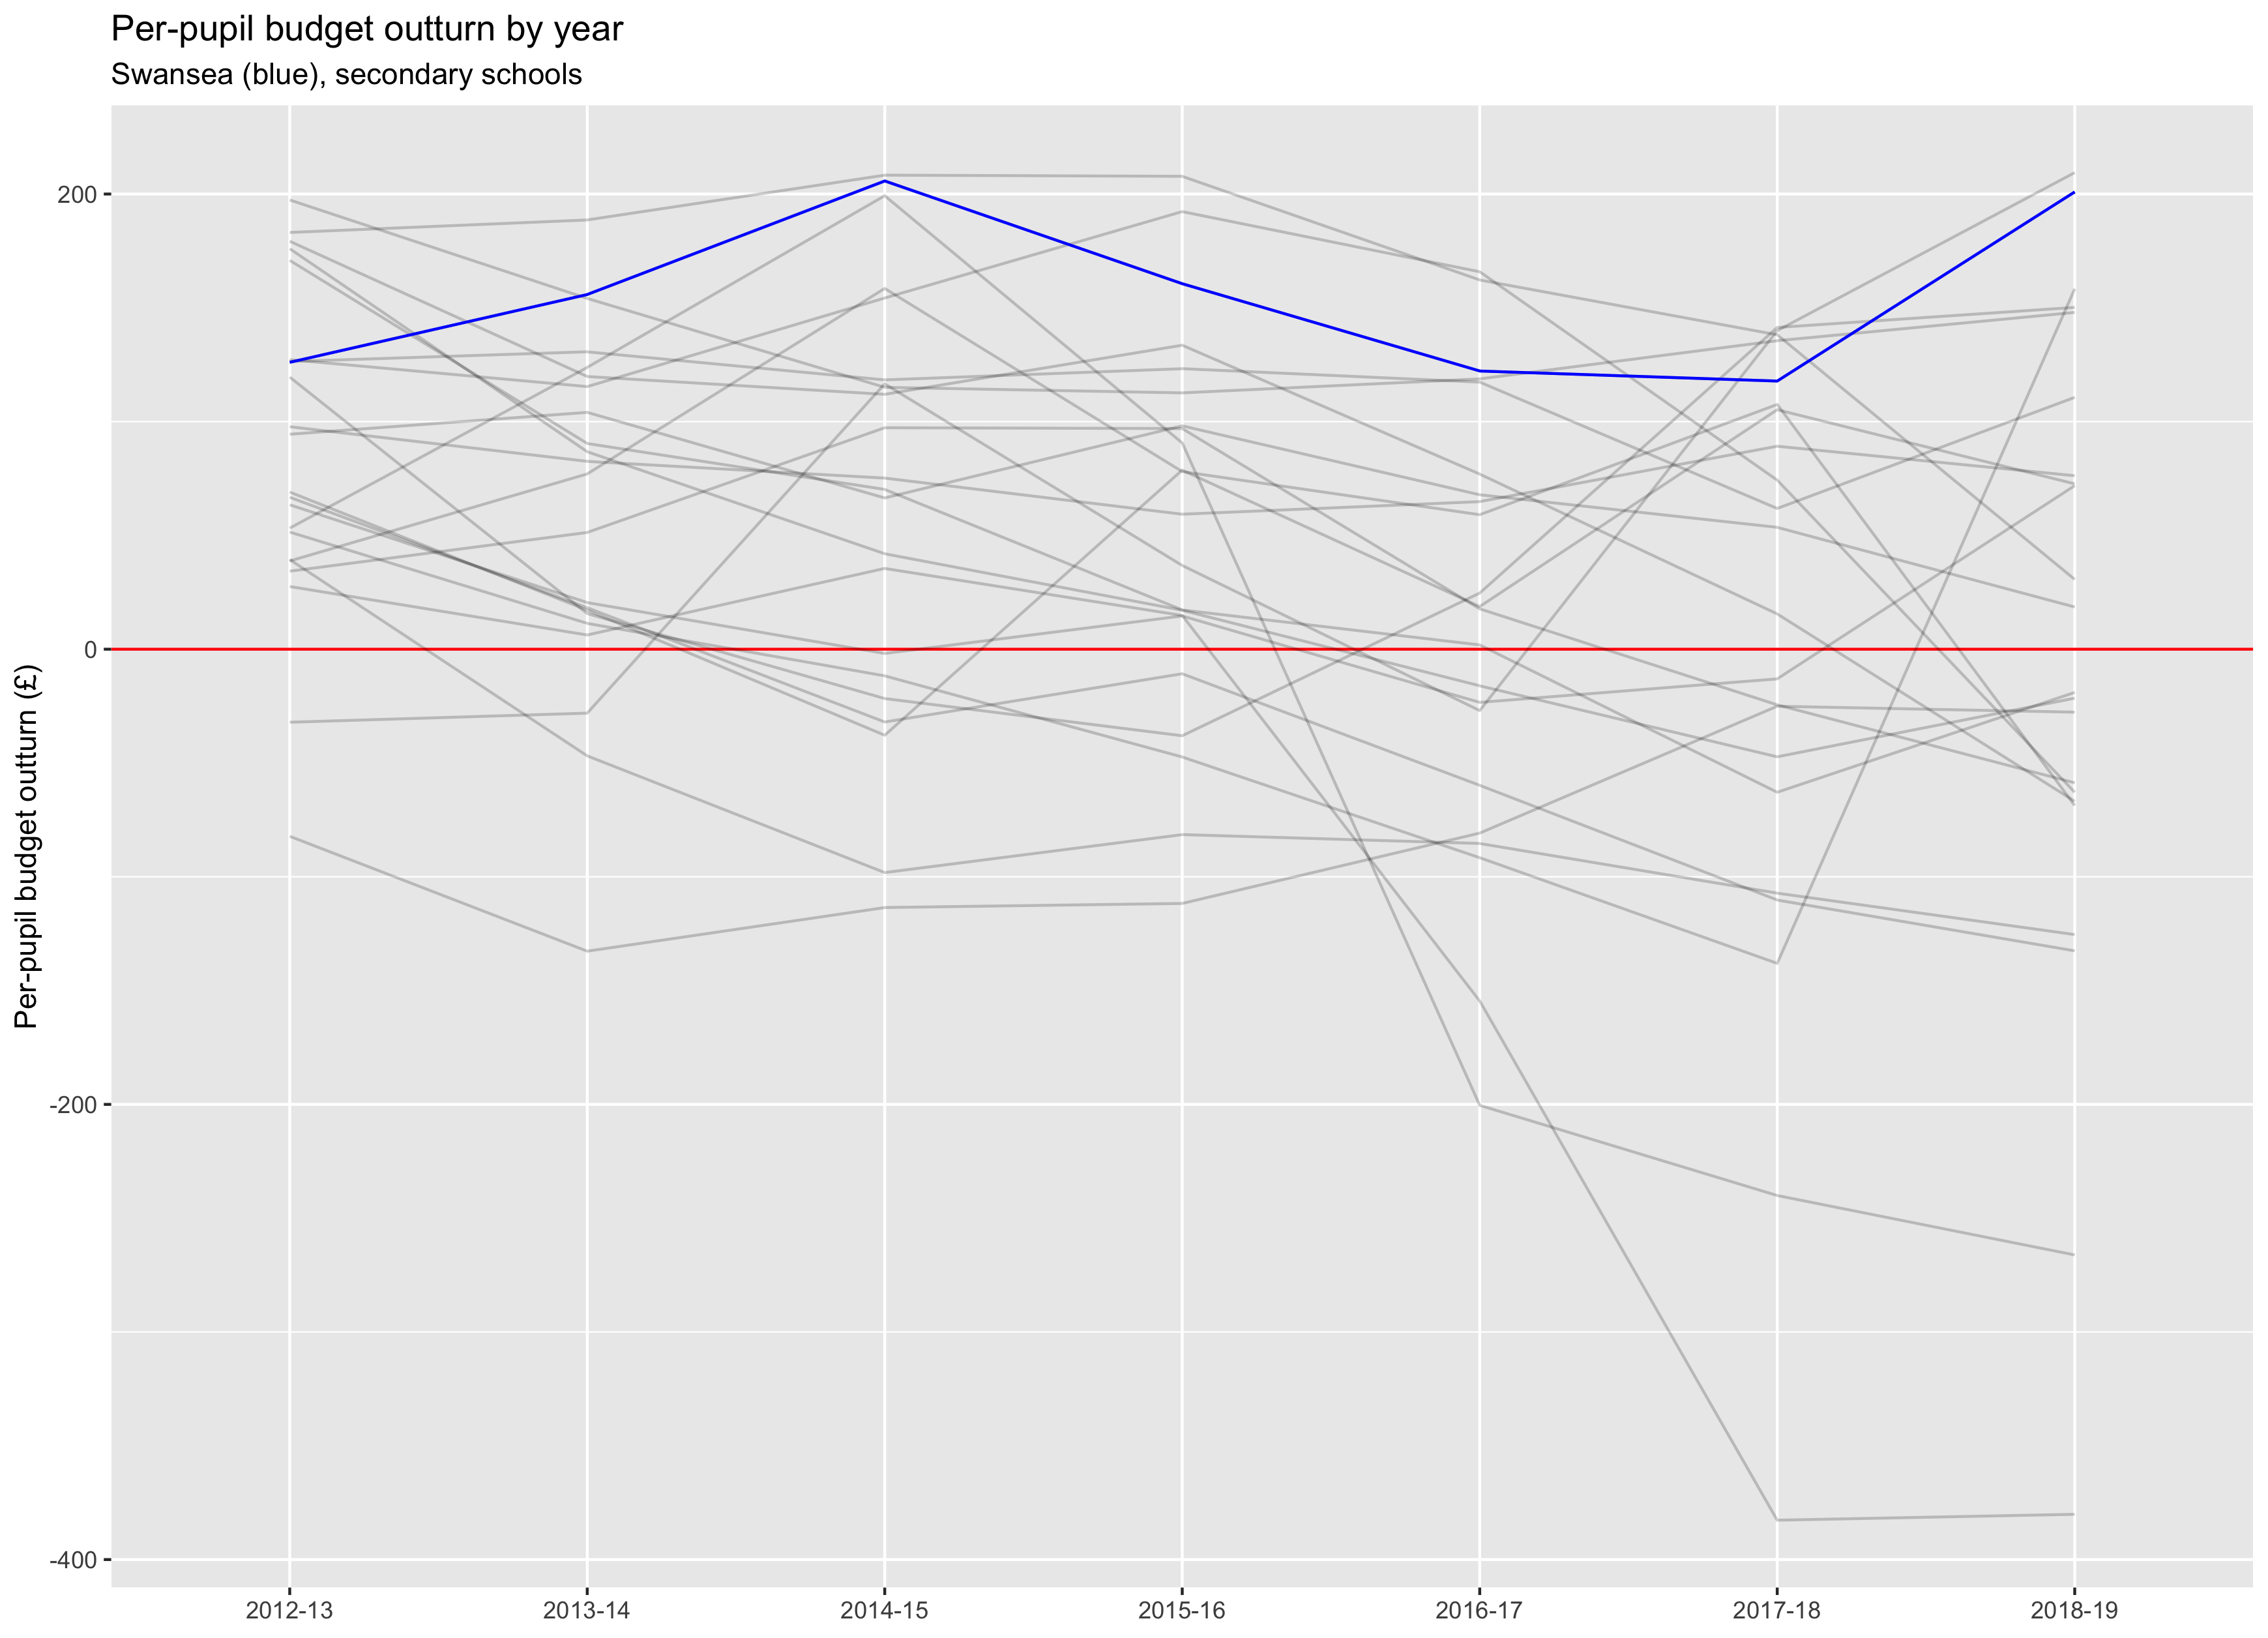 Per-pupil budget outturn by year
Swansea (blue), secondary schools
Per-pupil budget outturn (£)
200
0
-200
-400
2012-13 2013-14 2014-15 2015-16 2016-17 2017-18 2018-19